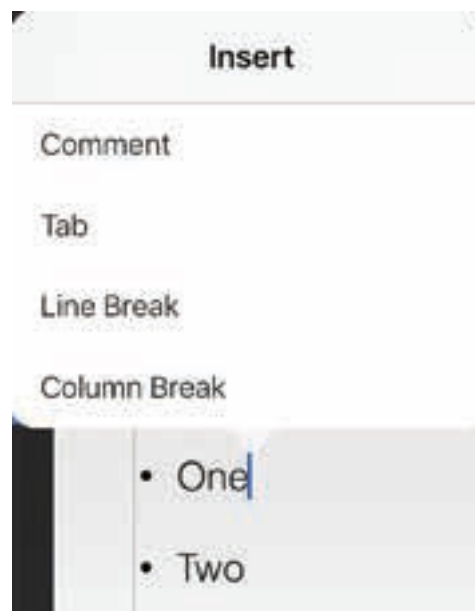 Insert
Comment
Tab
Line Break
Column Break
• One
• Two